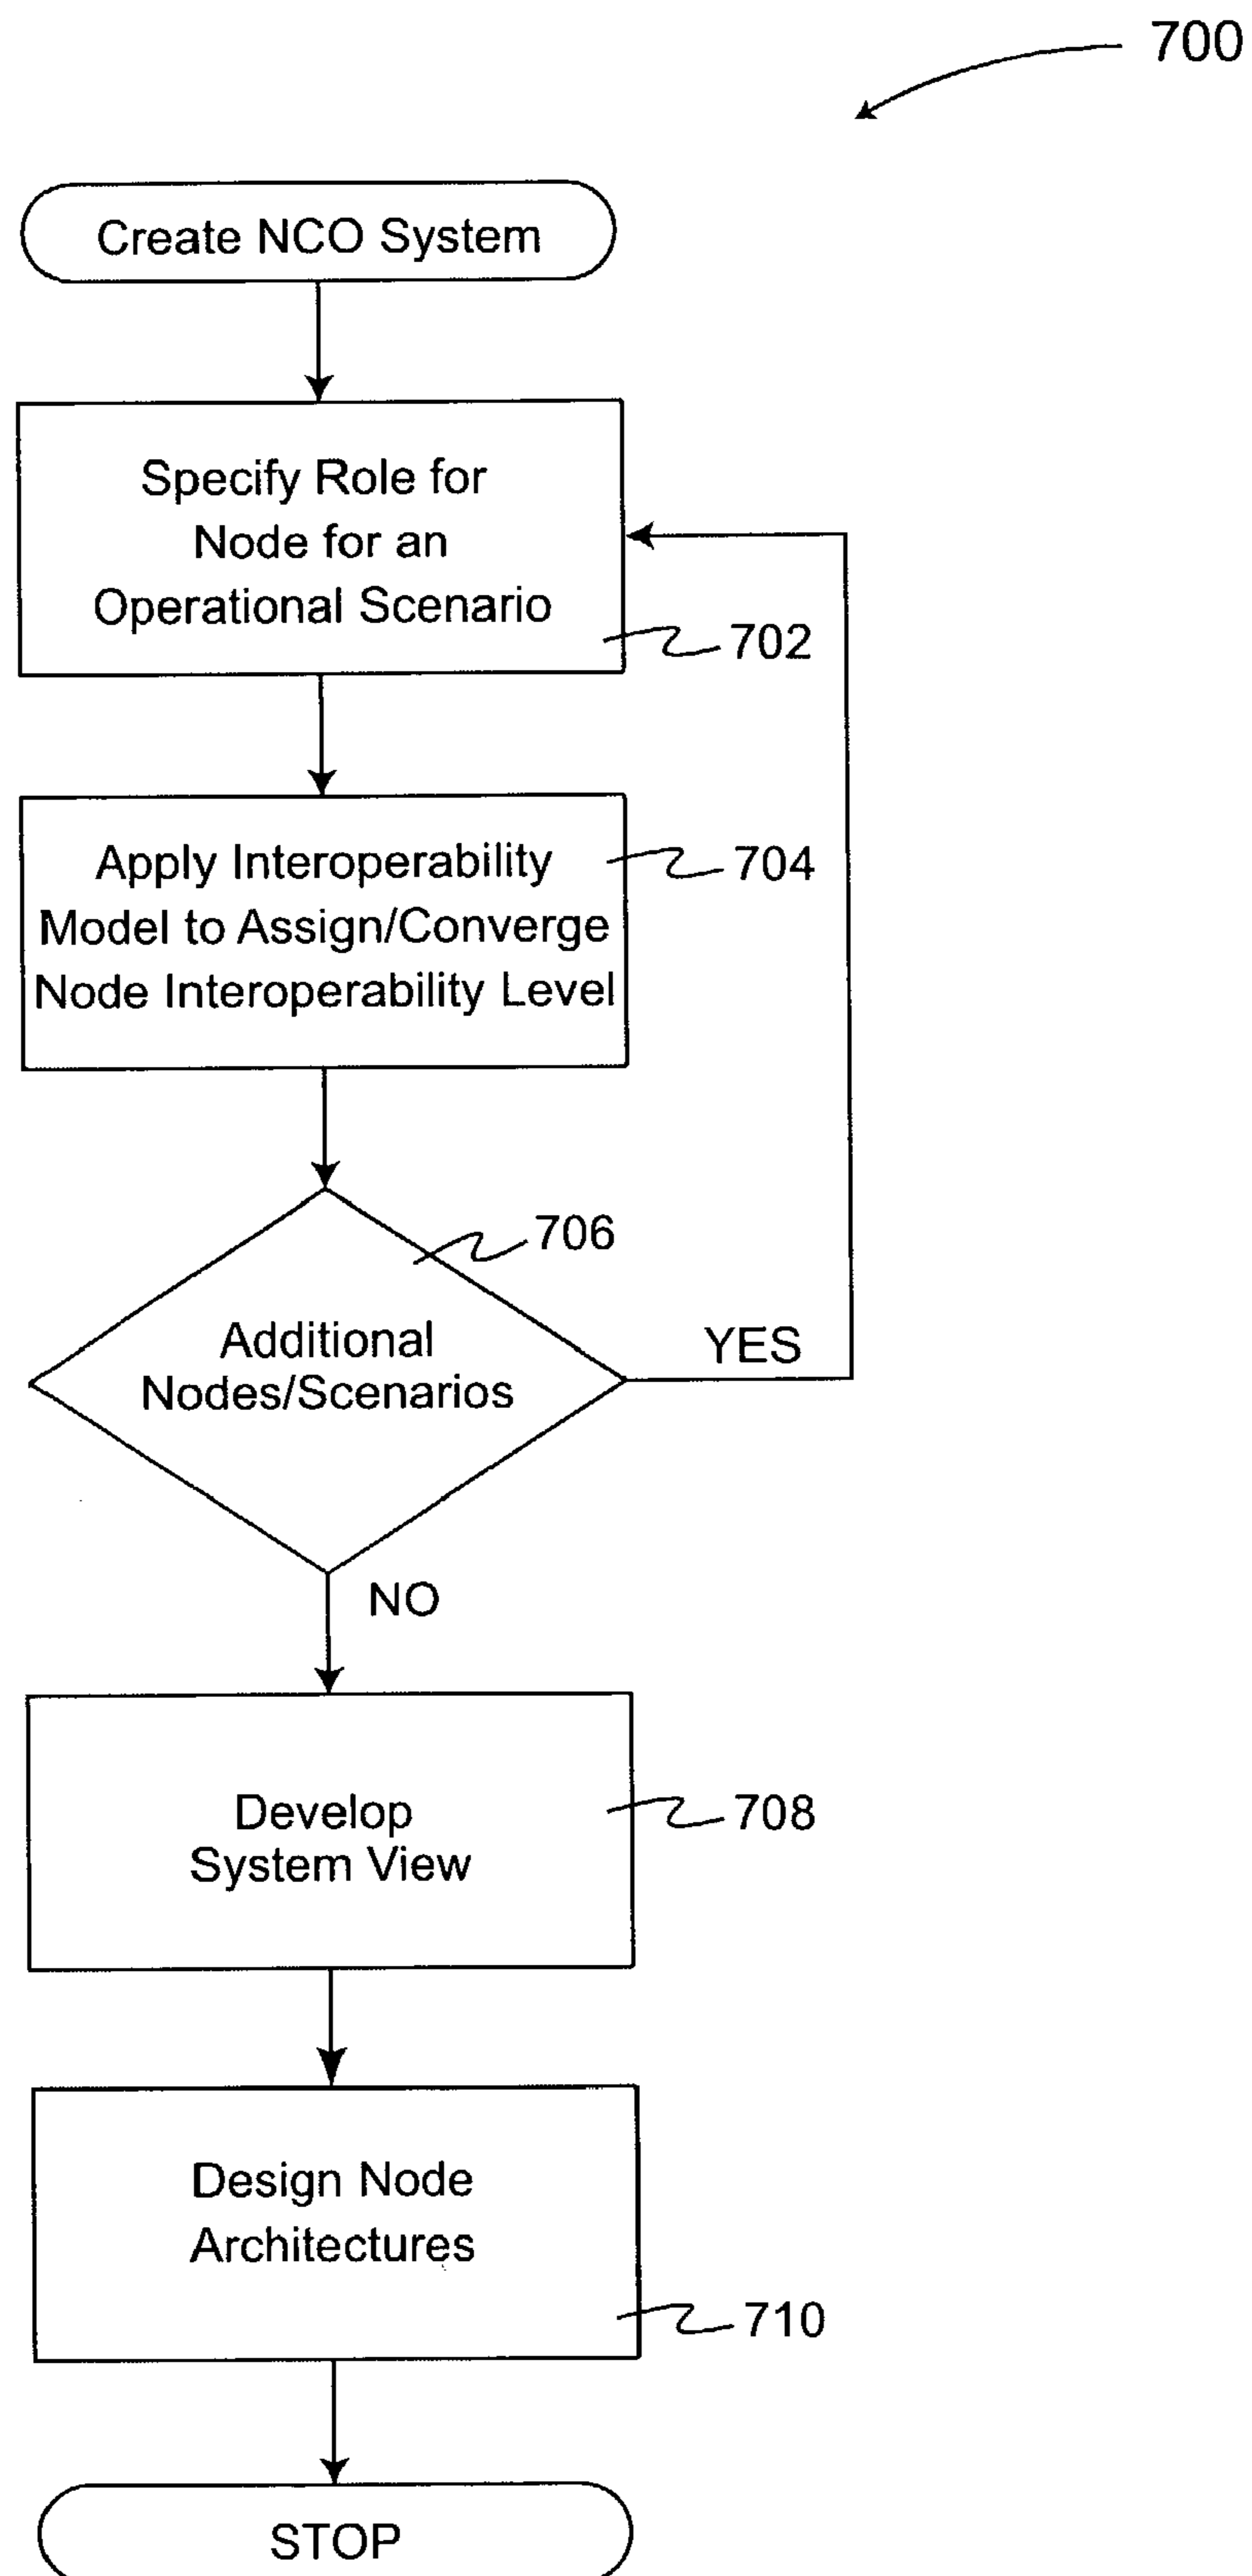 700
Create NCO System
Specify Role for
Node for an
Operational Scenario
702
Apply Interoperability
Model to Assign/Converge
Node Interoperability Level
704
706
Additional
Nodes/Scenarios
YES
NO
Develop
System View
708
Design Node
Architectures
710
STOP